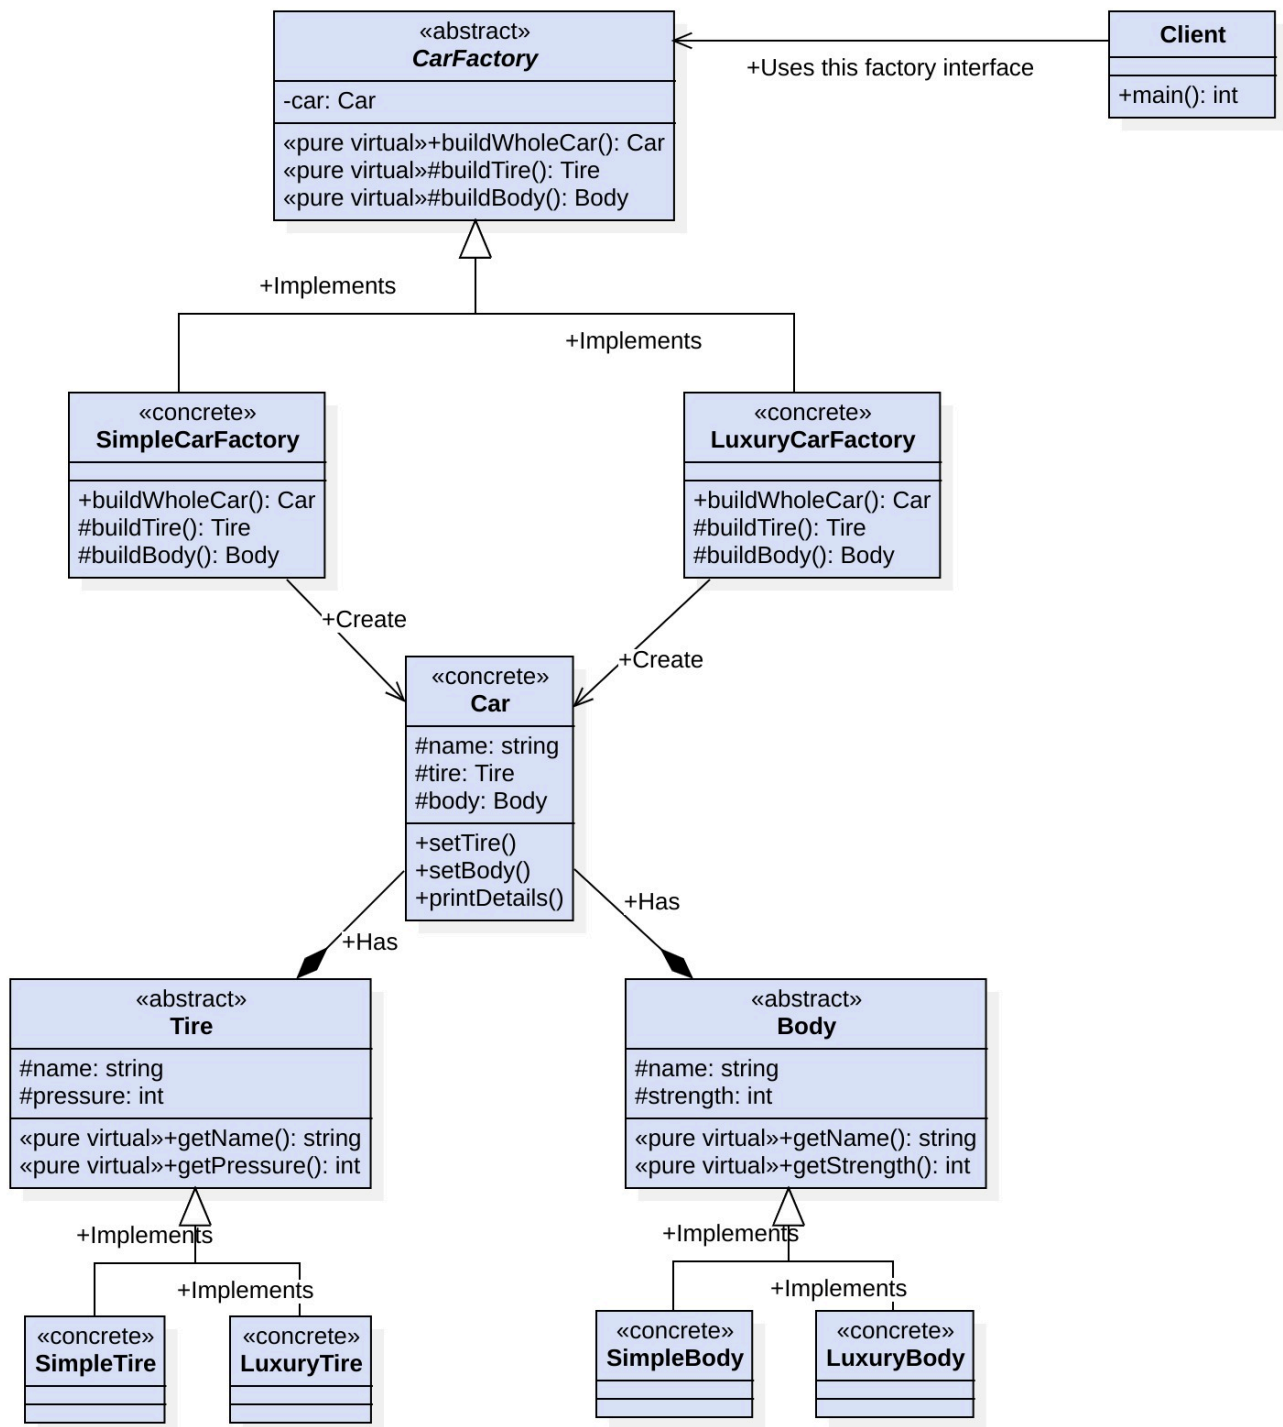 «abstract»
CarFactory
-car: Car
«pure virtual»+buildWholeCar(): Car
«pure virtual»#buildTire(): Tire
«pure virtual»#buildBody(): Body
Client
+main(): int
+Uses this factory interface
+Implements
+Implements
«concrete»
SimpleCarFactory
+buildWholeCar(): Car
#buildTire(): Tire
#buildBody(): Body
«concrete»
LuxuryCarFactory
+buildWholeCar(): Car
#buildTire(): Tire
#buildBody(): Body
+Create
+Create
«concrete»
Car
#name: string
#tire: Tire
#body: Body
+setTire()
+setBody()
+printDetails()
+Has
+Has
«abstract»
Tire
#name: string
#pressure: int
«pure virtual»+getName(): string
«pure virtual»+getPressure(): int
«abstract»
Body
#name: string
#strength: int
«pure virtual»+getName(): string
«pure virtual»+getStrength(): int
+Implements
+Implements
+Implements
+Implements
«concrete»
SimpleTire
«concrete»
LuxuryTire
«concrete»
SimpleBody
«concrete»
LuxuryBody